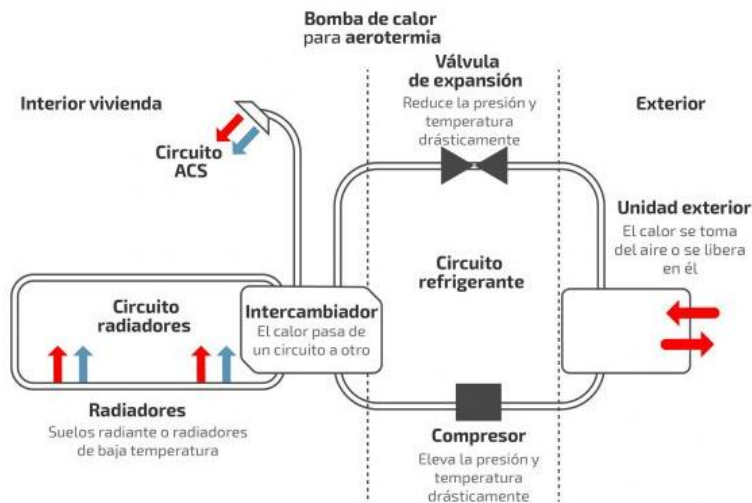 Bomba de calor
para aerotermia
Interior vivienda
Circuito
ACS
Válvula
de expansión
Reduce la presión y
temperatura
drásticamente
Exterior
Unidad exterior
El calor se toma
del aire o se libera
en él
Circuito
refrigerante
Circuito
radiadores
Intercambiador
El calor pasa de
un circuito a otro
Radiadores
Suelos radiante o radiadores
de baja temperatura
Compresor
Eleva la presión y
temperatura
drásticamente